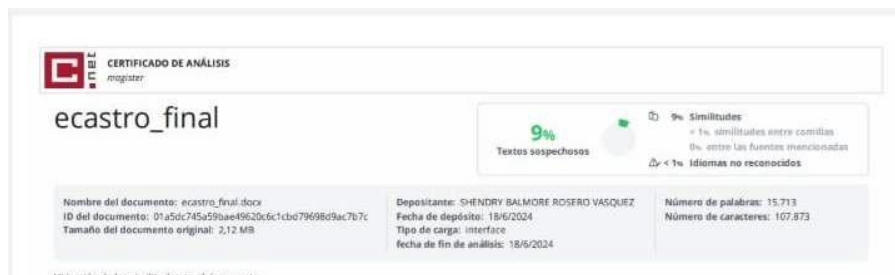 C.net
CERTIFICADO DE ANÁLISIS
magister
ecastro_final
9%
Textos sospechosos
9% Similitudes
< 1% similitudes entre comillas
0% entre las fuentes mencionadas
< 1% Idiomas no reconocidos
Nombre del documento: ecastro_final.docx
ID del documento: 01a5dc745a59bae49620c6c1cbd79698d9ac7b7c
Tamaño del documento original: 2,12 MB
Depositante: SHENDRY BALMORE ROSERO VASQUEZ
Fecha de depósito: 18/6/2024
Tipo de carga: interface
fecha de fin de análisis: 18/6/2024
Número de palabras: 15.713
Número de caracteres: 107.873